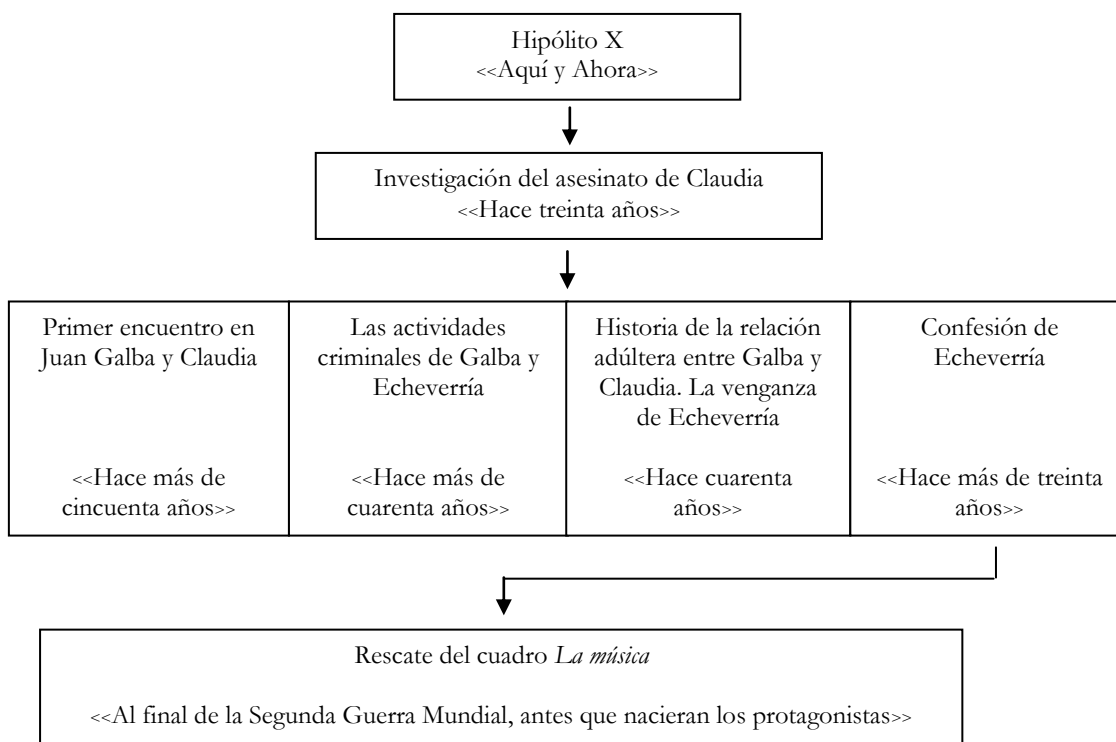 Hipólito X
<<Aquí y Ahora>>
Investigación del asesinato de Claudia
<<Hace treinta años>>
Primer encuentro en
Juan Galba y Claudia
<<Hace más de
cincuenta años>>
Las actividades
criminales de Galba y
Echeverría
<<Hace más de
cuarenta años>>
Historia de la relación
adúltera entre Galba y
Claudia. La venganza
de Echeverría
<<Hace cuarenta
años>>
Confesión de
Echeverría
<<Hace más de treinta
años>>
Rescate del cuadro La música
<<Al final de la Segunda Guerra Mundial, antes que nacieran los protagonistas>>